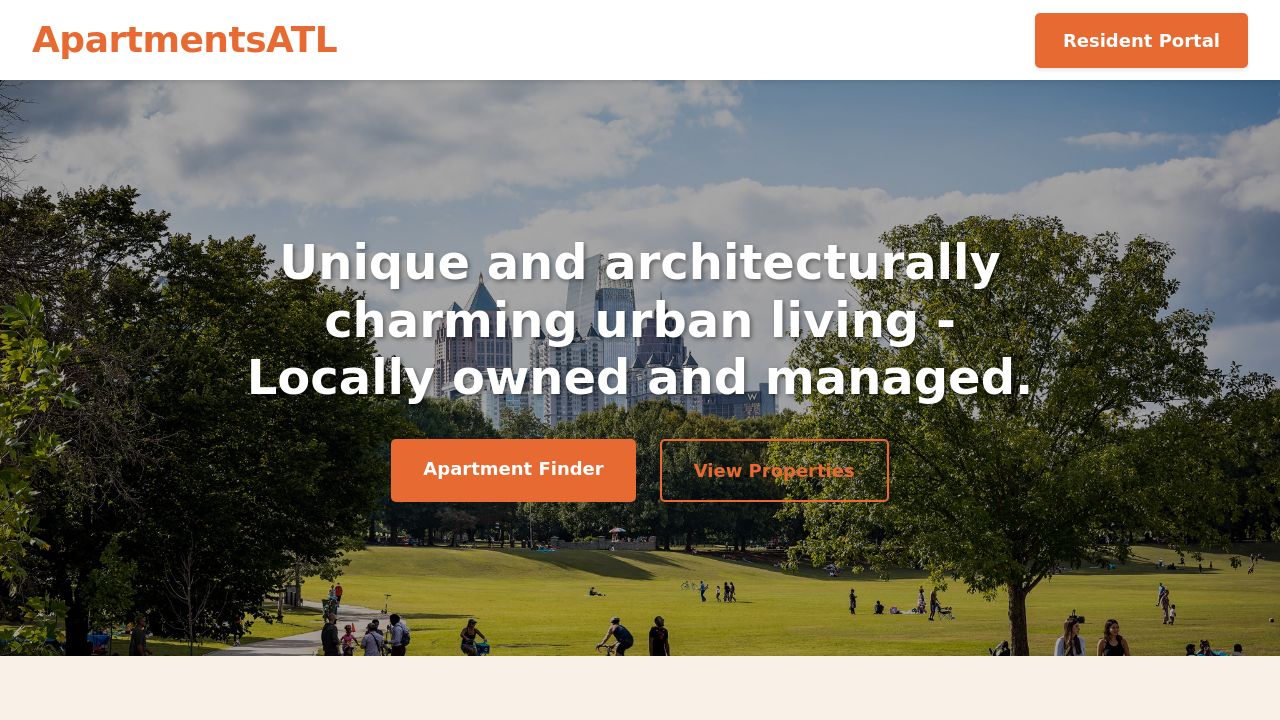 ApartmentsATL
Resident Portal
Unique and architecturally
charming urban living -
Locally owned and managed.
Apartment Finder
View Properties